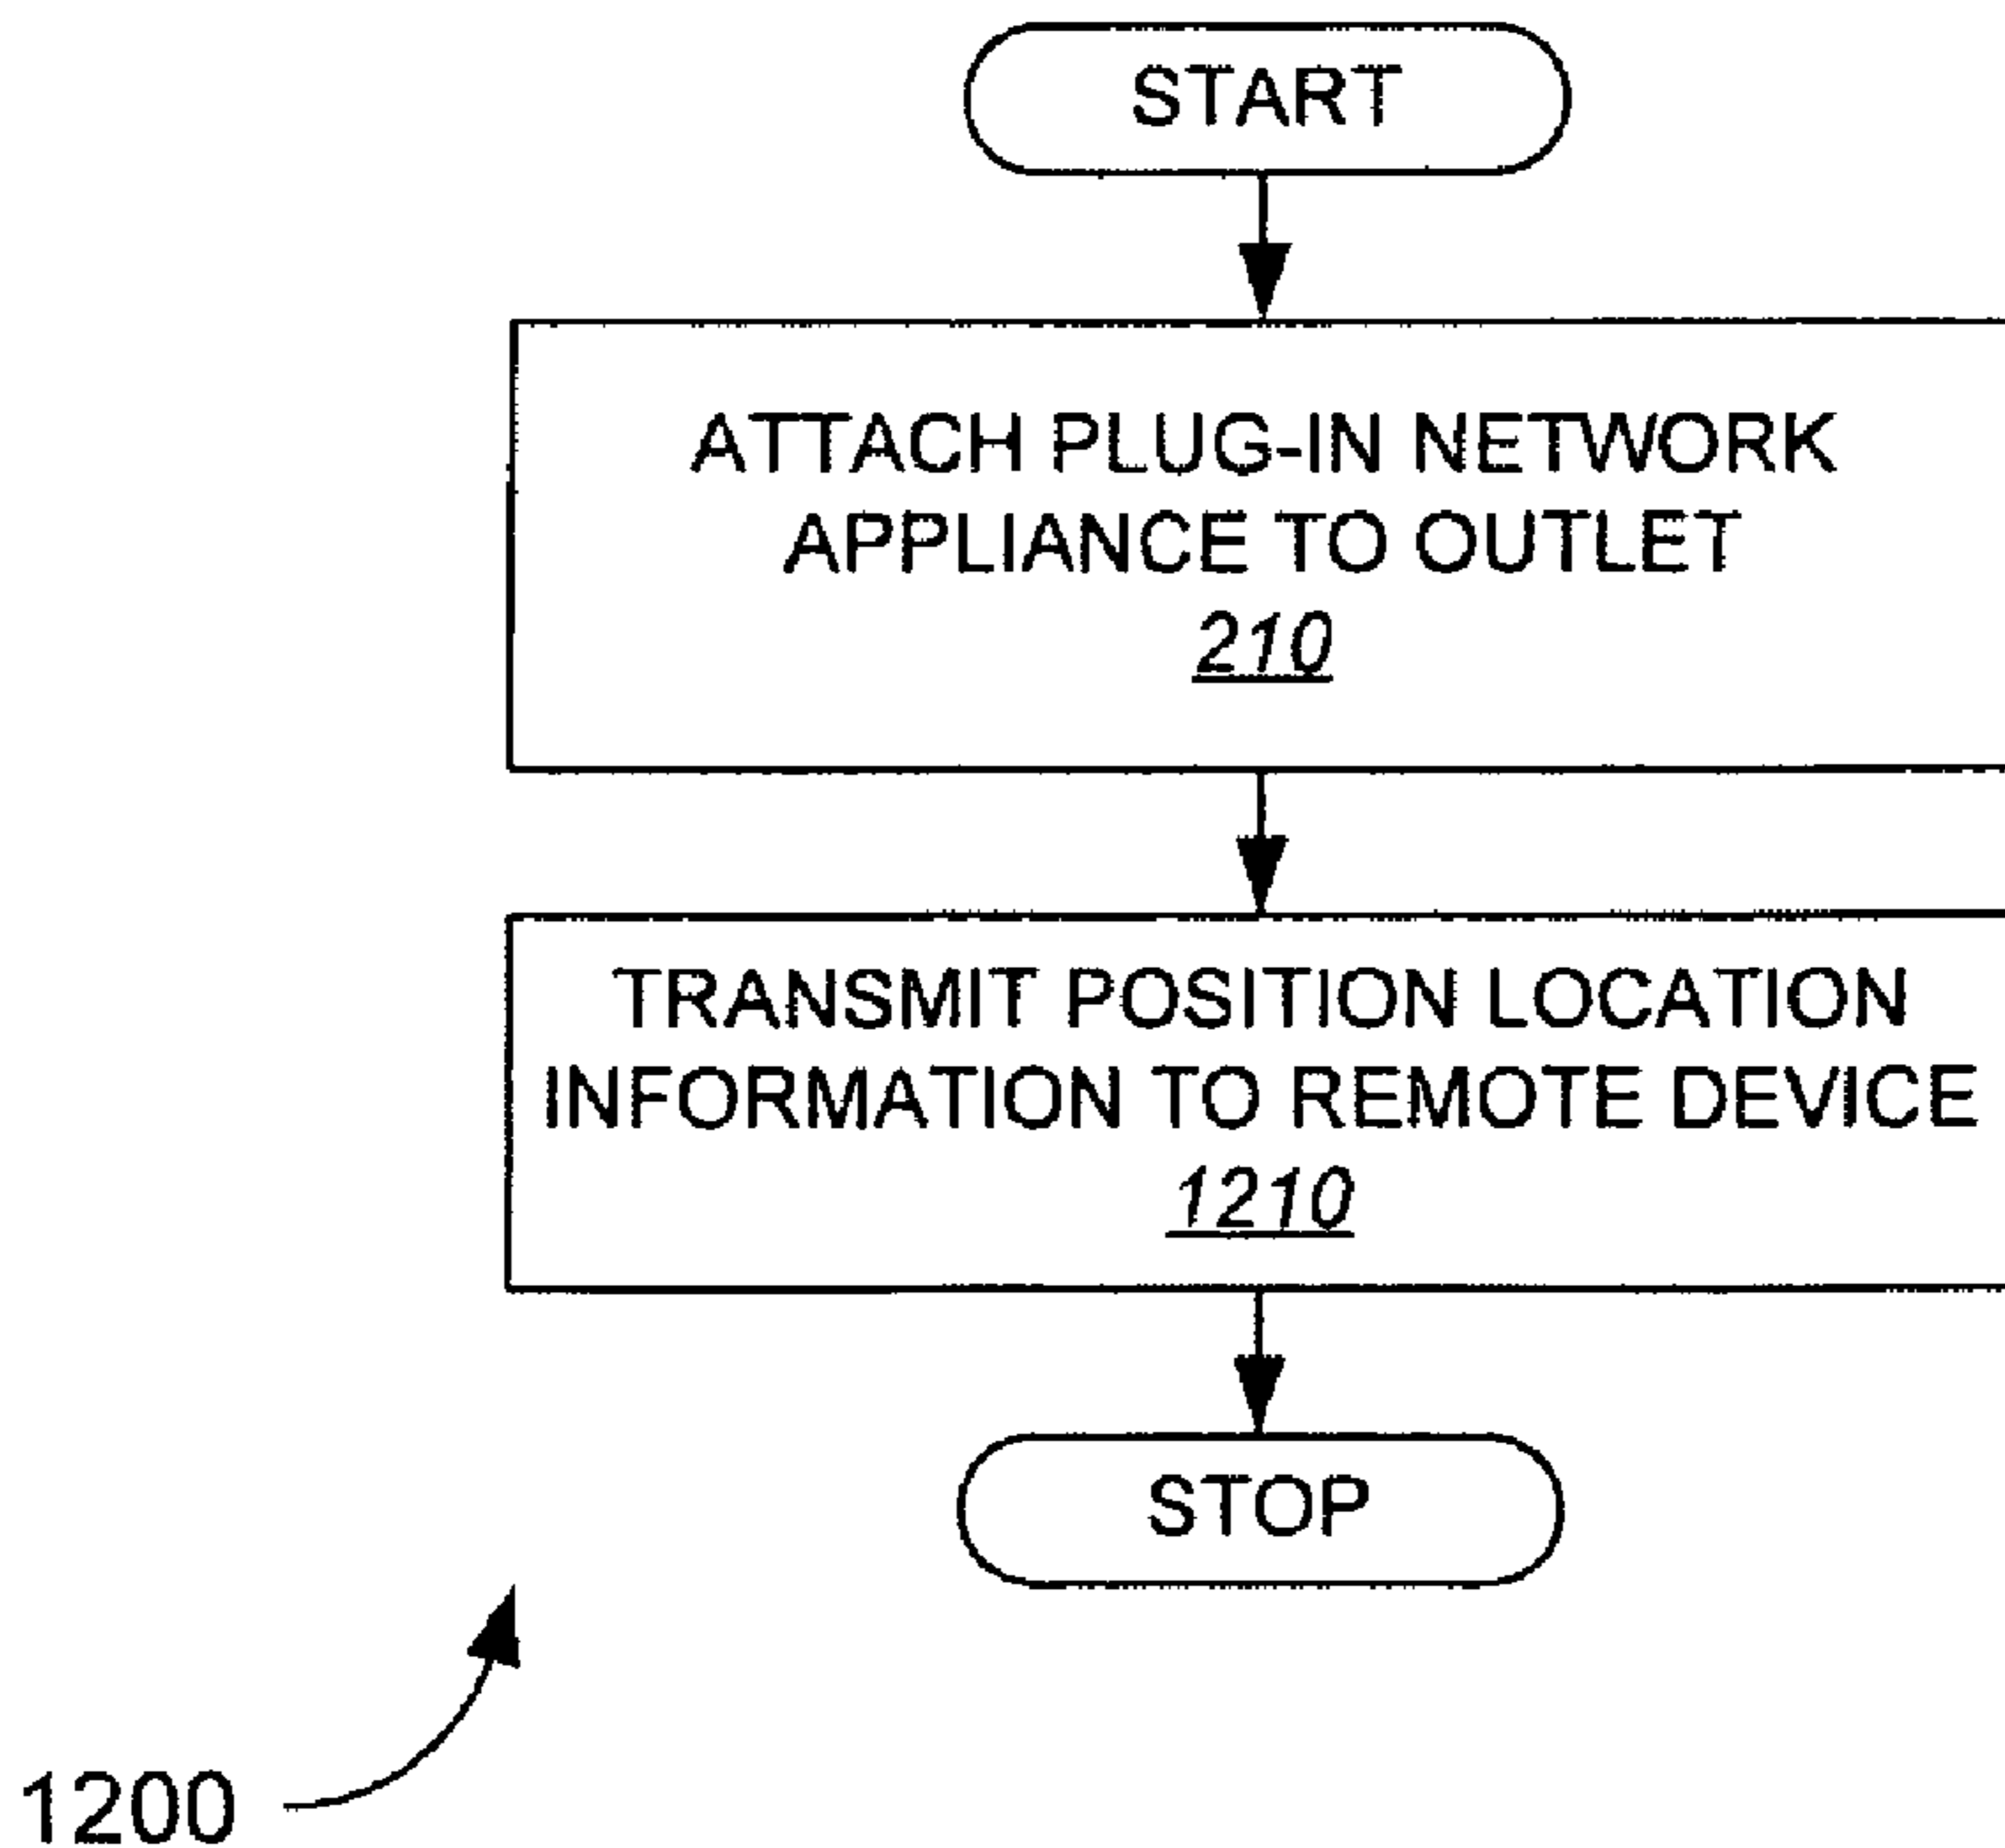 START
ATTACH PLUG-IN NETWORK
APPLIANCE TO OUTLET
210
TRANSMIT POSITION LOCATION
INFORMATION TO REMOTE DEVICE
1210
STOP
1200